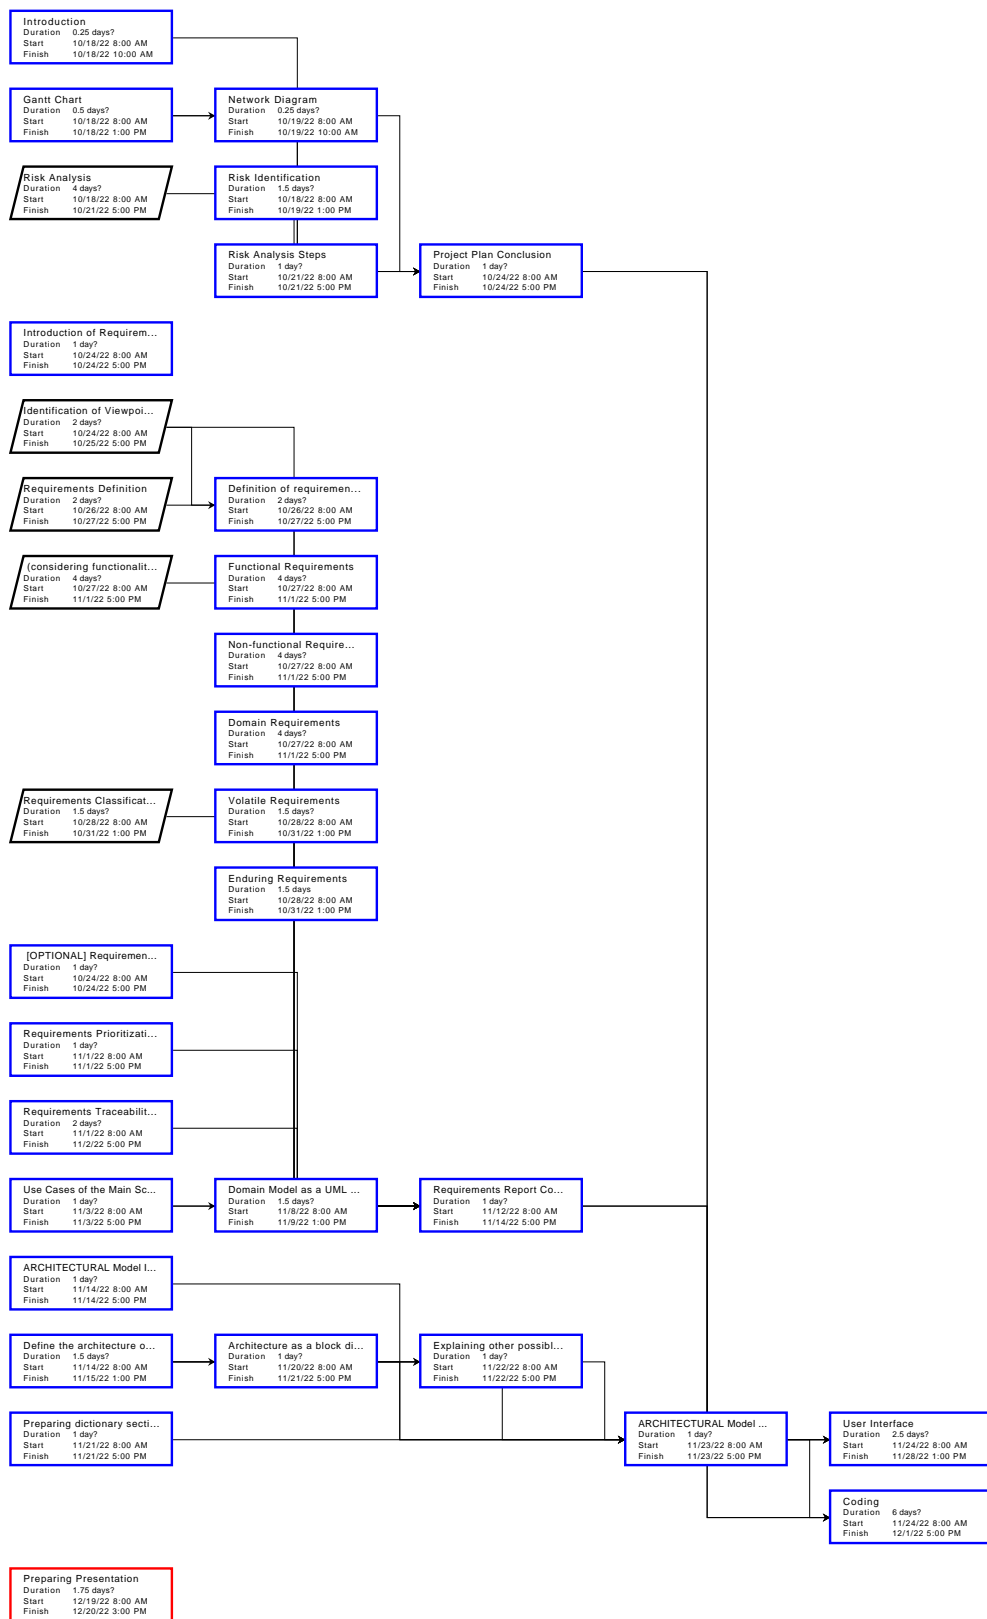 Introduction
Duration 0.25 days?
Start 10/18/22 8:00 AM
Finish 10/18/22 10:00 AM
Gantt Chart
Duration 0.5 days?
Start 10/18/22 8:00 AM
Finish 10/18/22 1:00 PM
Network Diagram
Duration 0.25 days?
Start 10/19/22 8:00 AM
Finish 10/19/22 10:00 AM
Risk Analysis
Duration 4 days?
Start 10/18/22 8:00 AM
Finish 10/21/22 5:00 PM
Risk Identification
Duration 1.5 days?
Start 10/18/22 8:00 AM
Finish 10/19/22 1:00 PM
Risk Analysis Steps
Duration 1 day?
Start 10/21/22 8:00 AM
Finish 10/21/22 5:00 PM
Project Plan Conclusion
Duration 1 day?
Start 10/24/22 8:00 AM
Finish 10/24/22 5:00 PM
Introduction of Requirem...
Duration 1 day?
Start 10/24/22 8:00 AM
Finish 10/24/22 5:00 PM
Identification of Viewpoi...
Duration 2 days?
Start 10/24/22 8:00 AM
Finish 10/25/22 5:00 PM
Requirements Definition
Duration 2 days?
Start 10/26/22 8:00 AM
Finish 10/27/22 5:00 PM
Definition of requiremen...
Duration 2 days?
Start 10/26/22 8:00 AM
Finish 10/27/22 5:00 PM
(considering functionalit...
Duration 4 days?
Start 10/27/22 8:00 AM
Finish 11/1/22 5:00 PM
Functional Requirements
Duration 4 days?
Start 10/27/22 8:00 AM
Finish 11/1/22 5:00 PM
Non-functional Require...
Duration 4 days?
Start 10/27/22 8:00 AM
Finish 11/1/22 5:00 PM
Domain Requirements
Duration 4 days?
Start 10/27/22 8:00 AM
Finish 11/1/22 5:00 PM
Requirements Classificat...
Duration 1.5 days?
Start 10/28/22 8:00 AM
Finish 10/31/22 1:00 PM
Volatile Requirements
Duration 1.5 days?
Start 10/28/22 8:00 AM
Finish 10/31/22 1:00 PM
Enduring Requirements
Duration 1.5 days
Start 10/28/22 8:00 AM
Finish 10/31/22 1:00 PM
[OPTIONAL] Requiremen...
Duration 1 day?
Start 10/24/22 8:00 AM
Finish 10/24/22 5:00 PM
Requirements Prioritizati...
Duration 1 day?
Start 11/1/22 8:00 AM
Finish 11/1/22 5:00 PM
Requirements Traceabilit...
Duration 2 days?
Start 11/1/22 8:00 AM
Finish 11/2/22 5:00 PM
Use Cases of the Main Sc...
Duration 1 day?
Start 11/3/22 8:00 AM
Finish 11/3/22 5:00 PM
Domain Model as a UML ...
Duration 1.5 days?
Start 11/8/22 8:00 AM
Finish 11/9/22 1:00 PM
Requirements Report Co...
Duration 1 day?
Start 11/12/22 8:00 AM
Finish 11/14/22 5:00 PM
ARCHITECTURAL Model I...
Duration 1 day?
Start 11/14/22 8:00 AM
Finish 11/14/22 5:00 PM
Define the architecture o...
Duration 1.5 days?
Start 11/14/22 8:00 AM
Finish 11/15/22 1:00 PM
Architecture as a block di...
Duration 1 day?
Start 11/20/22 8:00 AM
Finish 11/21/22 5:00 PM
Explaining other possibl...
Duration 1 day?
Start 11/22/22 8:00 AM
Finish 11/22/22 5:00 PM
Preparing dictionary secti...
Duration 1 day?
Start 11/21/22 8:00 AM
Finish 11/21/22 5:00 PM
ARCHITECTURAL Model ...
Duration 1 day?
Start 11/23/22 8:00 AM
Finish 11/23/22 5:00 PM
User Interface
Duration 2.5 days?
Start 11/24/22 8:00 AM
Finish 11/28/22 1:00 PM
Coding
Duration 6 days?
Start 11/24/22 8:00 AM
Finish 12/1/22 5:00 PM
Preparing Presentation
Duration 1.75 days?
Start 12/19/22 8:00 AM
Finish 12/20/22 3:00 PM